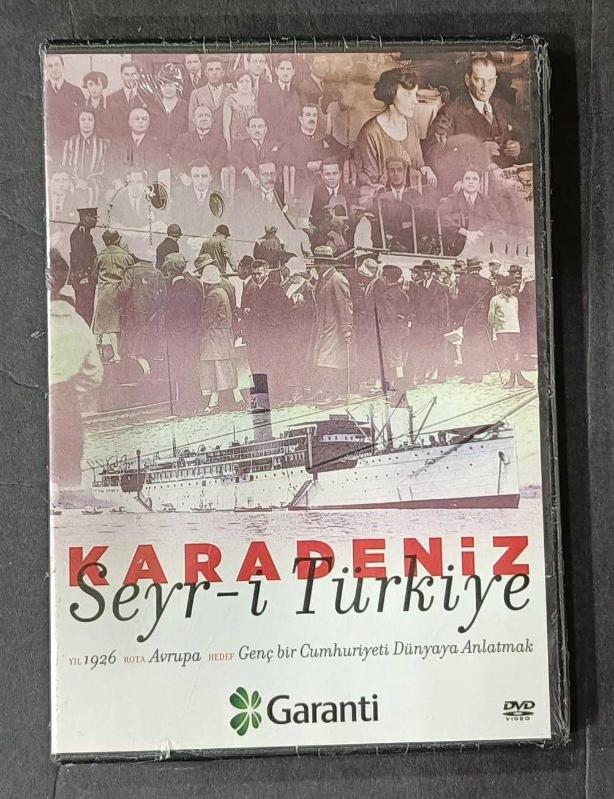 KARADENİZ
Seyr-i Türkiye
YIL 1926 ROTA Avrupa HEDEF Genç bir Cumhuriyeti Dünyaya Anlatmak
Garanti
DVD
VIDEO